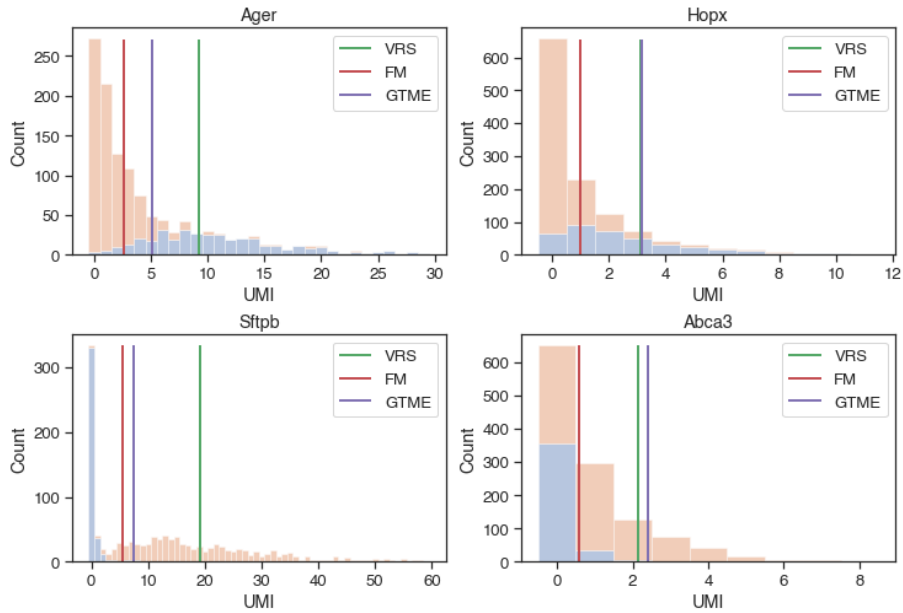 Ager
250
200
150
100
50
0
Count
0 5 10 15 20 25 30
UMI
VRS
FM
GTME
Hopx
600
500
400
300
200
100
0
Count
0 2 4 6 8 10 12
UMI
VRS
FM
GTME
Sftpb
300
200
100
0
Count
0 10 20 30 40 50 60
UMI
VRS
FM
GTME
Abca3
600
500
400
300
200
100
0
Count
0 2 4 6 8
UMI
VRS
FM
GTME